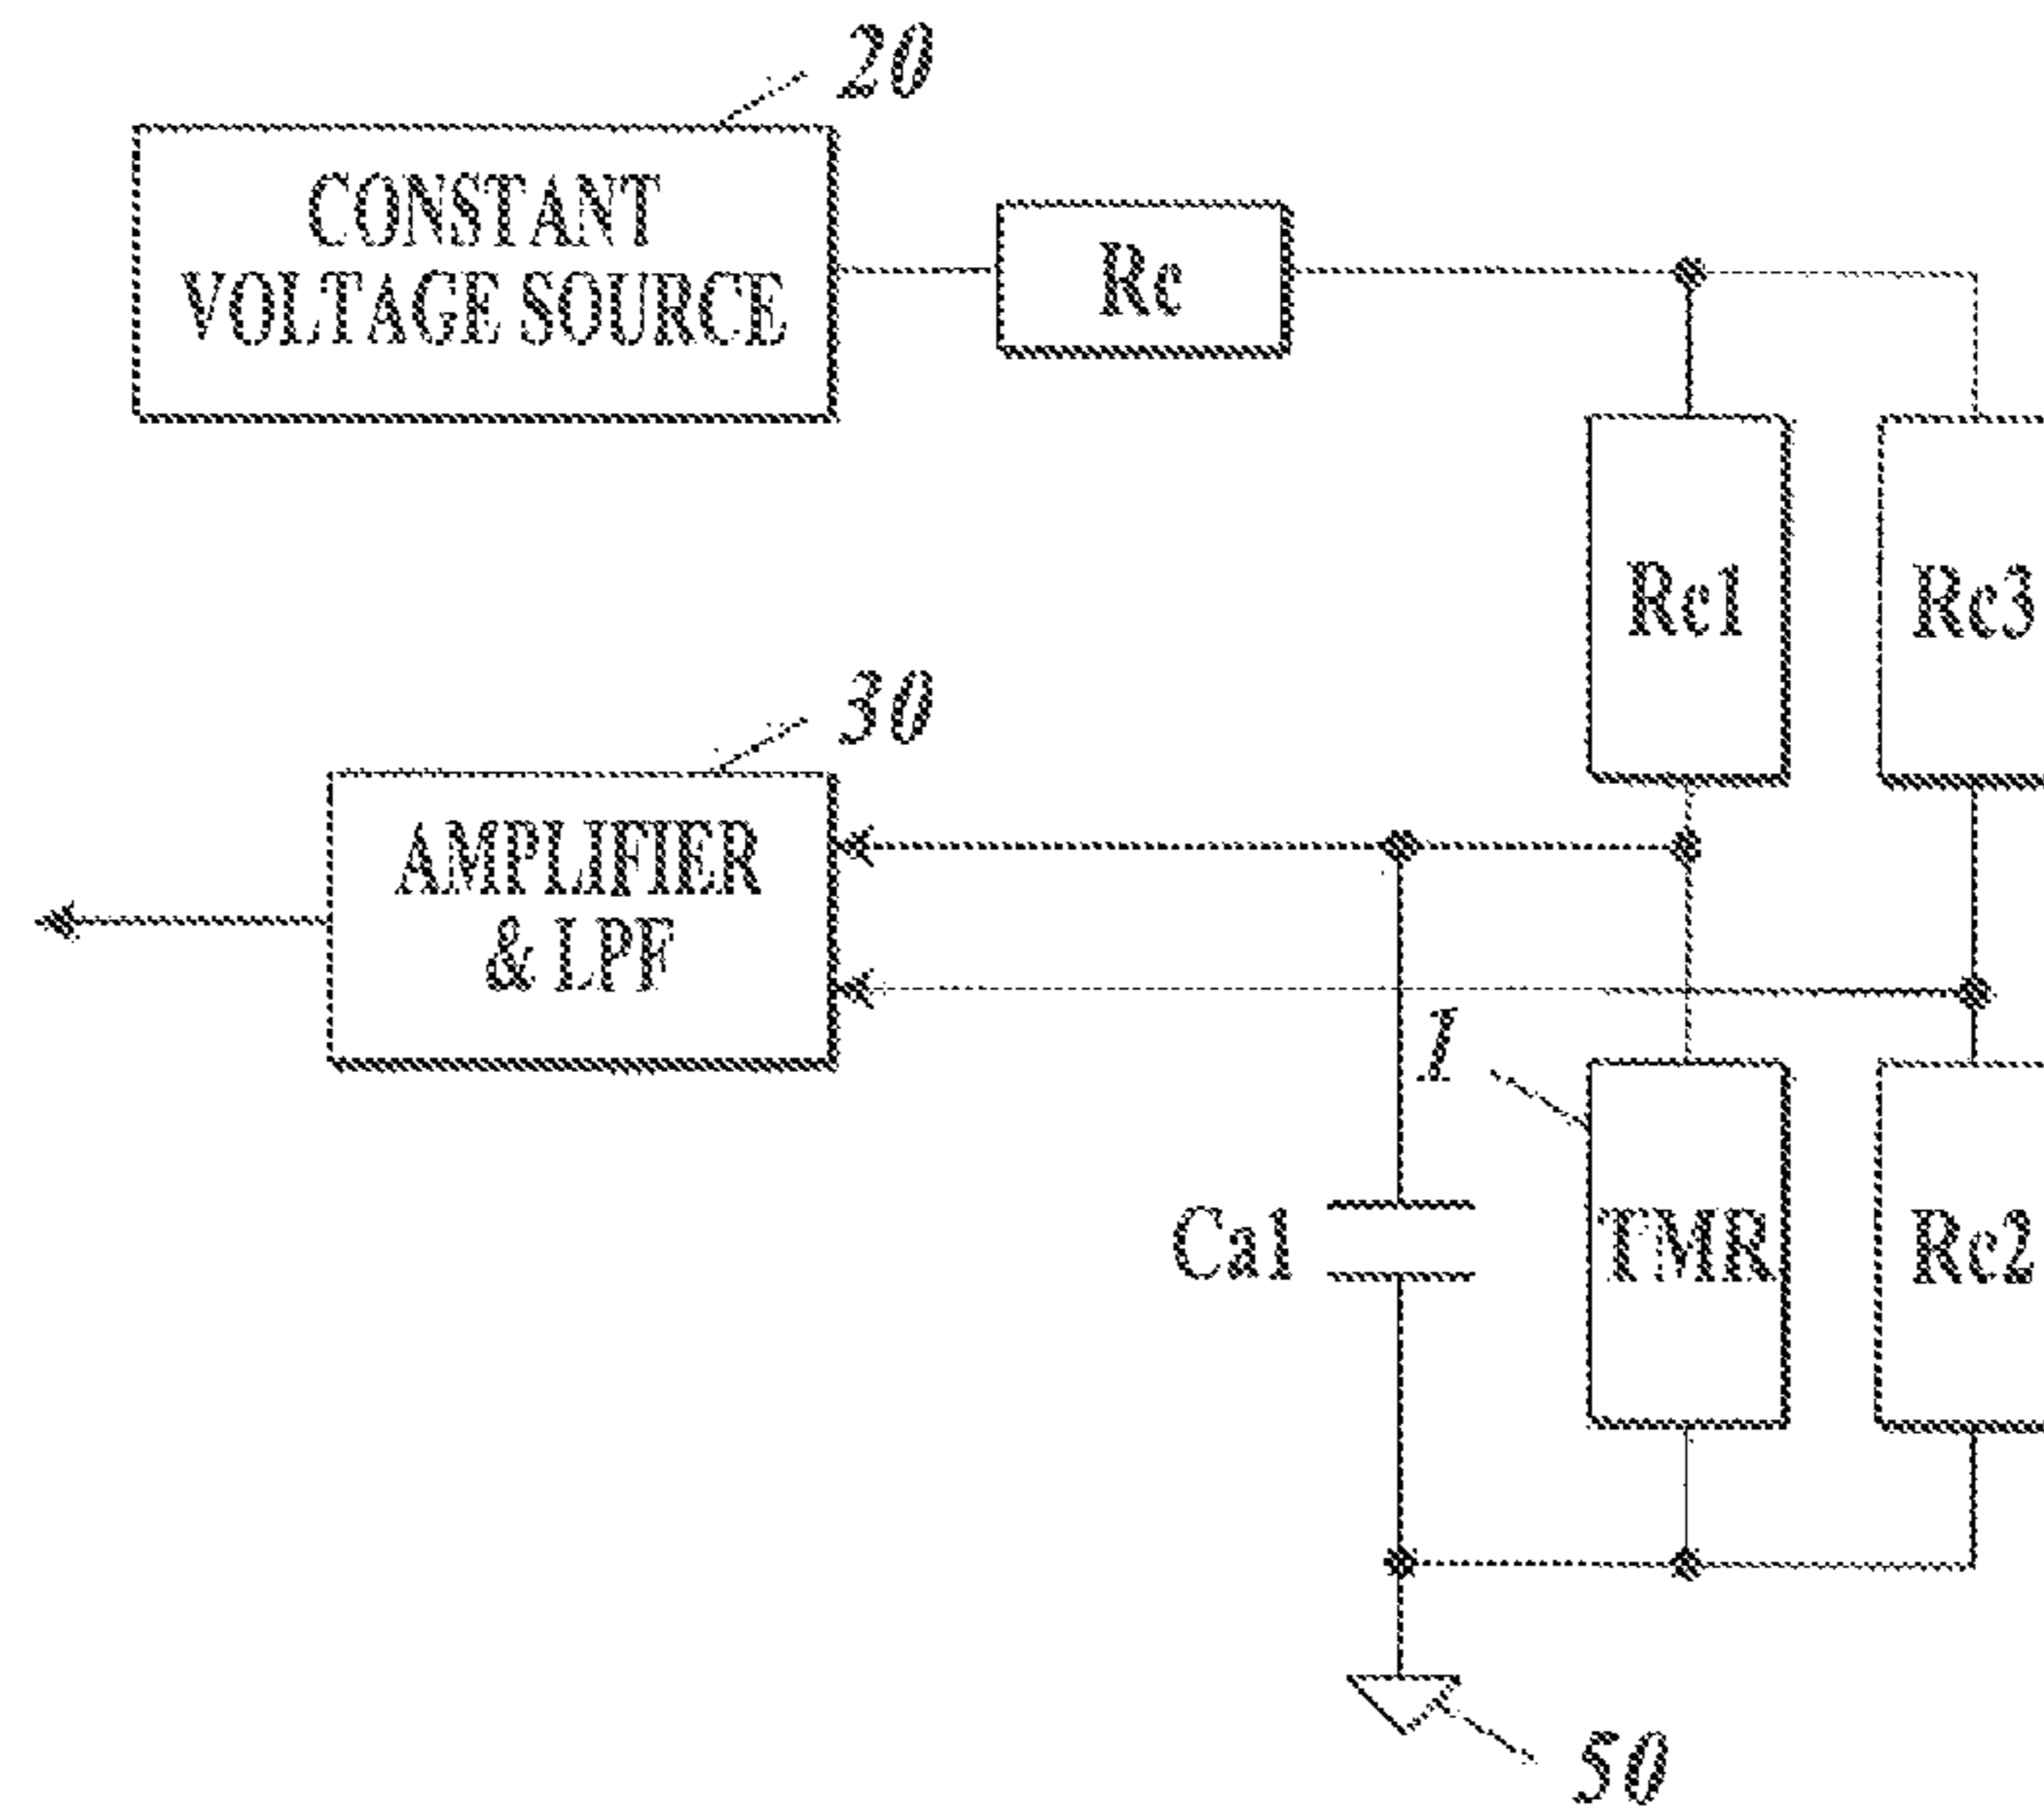 20
CONSTANT
VOLTAGE SOURCE
Rc
Rc1
Rc3
30
AMPLIFIER
& LPF
1
Ca1
TMR
Rc2
50